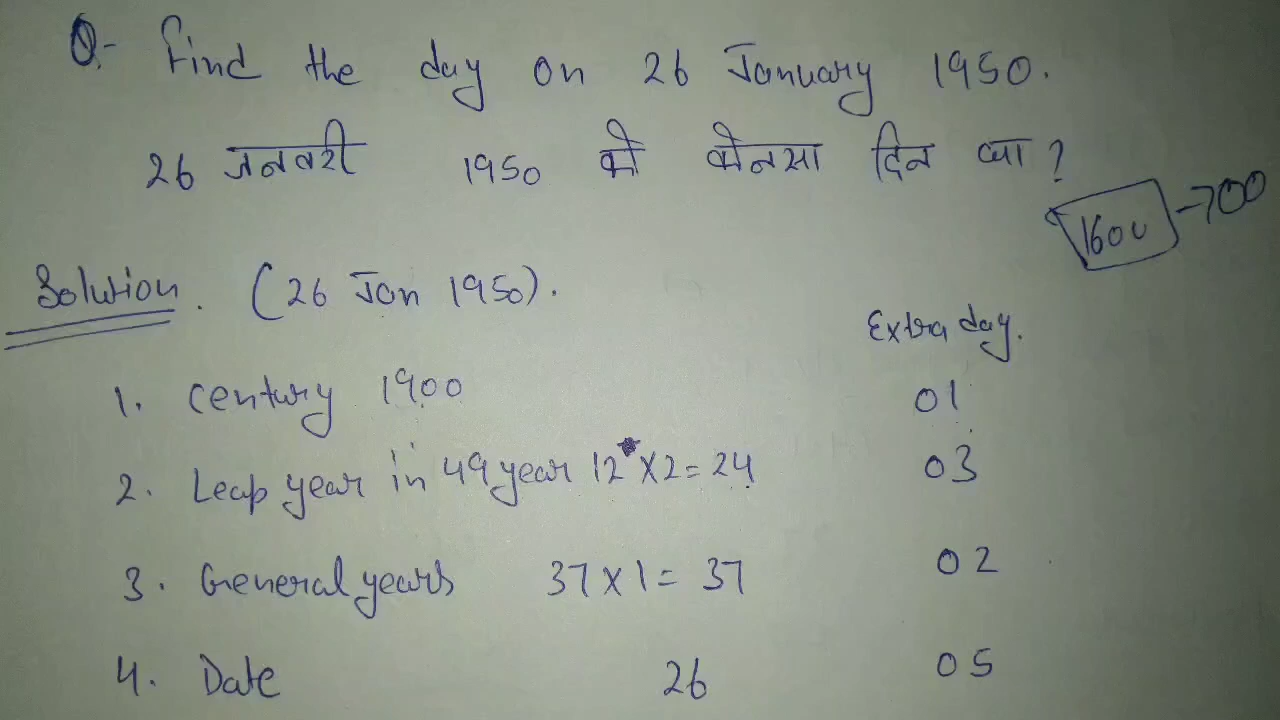 Q.- Find the day on 26 January 1950.
26 जनवरी 1950 को कोनसा दिन था ?
1600 -700
Solution. (26 Jan 1950).
Extra day.
1. Century 1900 01
2. Leap year in 49 year 12 × 2 = 24 03
3. General years 37 × 1 = 37 02
4. Date 26 05